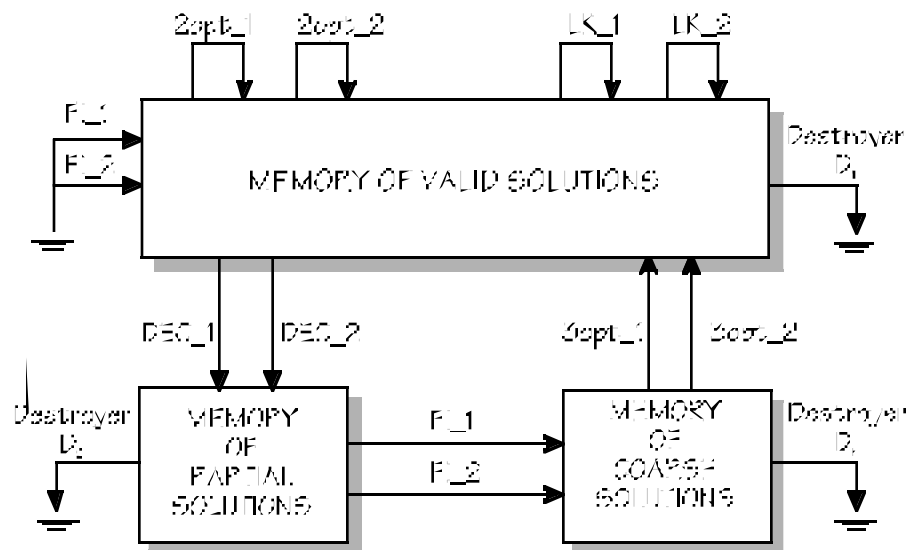 2opt_1 2opt_2 LK_1 LK_2
Destroyer
MEMORY OF VALID SOLUTIONS
DEC_1 DEC_2 3opt_1 3opt_2
Destroyer
MEMORY
OF
PARTIAL
SOLUTIONS
MEMORY
OF
COARSE
SOLUTIONS
Destroyer